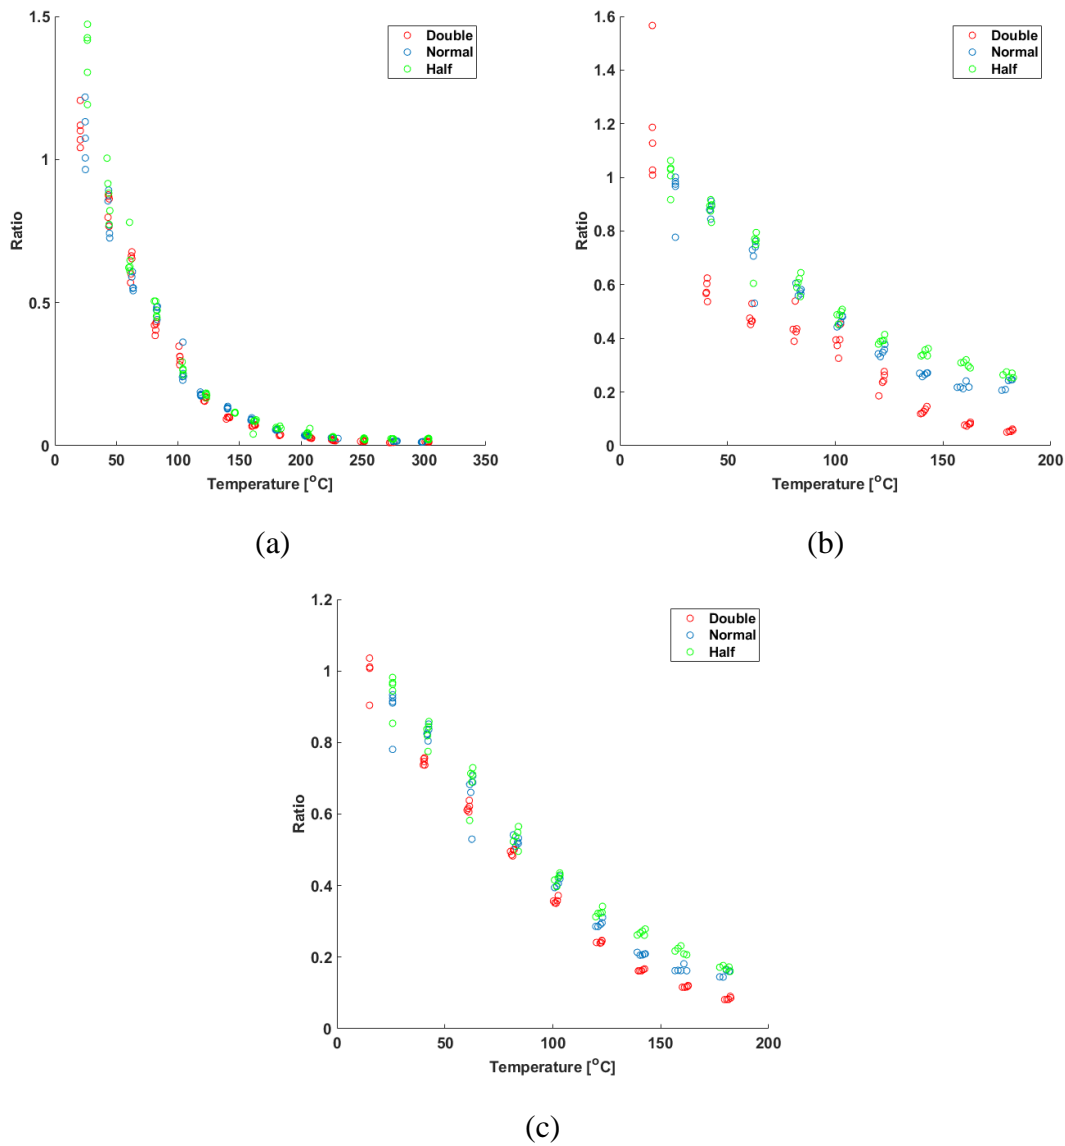 1.5
1
0.5
0
Ratio
0 50 100 150 200 250 300 350
Temperature [°C]
Double
Normal
Half
(a)
1.6
1.4
1.2
1
0.8
0.6
0.4
0.2
0
Ratio
0 50 100 150 200
Temperature [°C]
Double
Normal
Half
(b)
1.2
1
0.8
0.6
0.4
0.2
0
Ratio
0 50 100 150 200
Temperature [°C]
Double
Normal
Half
(c)